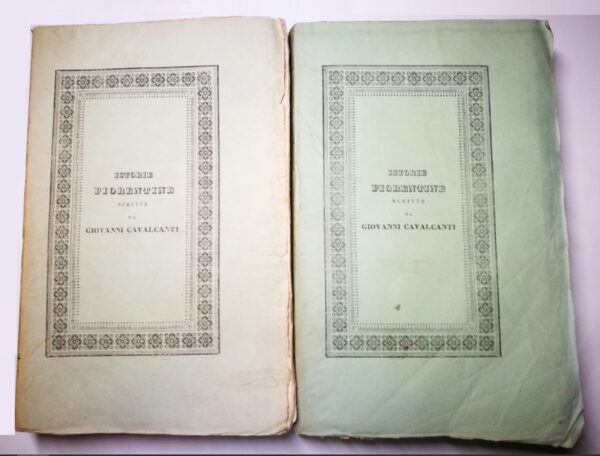 ISTORIE
FIORENTINE
SCRITTE
DA
GIOVANNI CAVALCANTI
ISTORIE
FIORENTINE
SCRITTE
DA
GIOVANNI CAVALCANTI